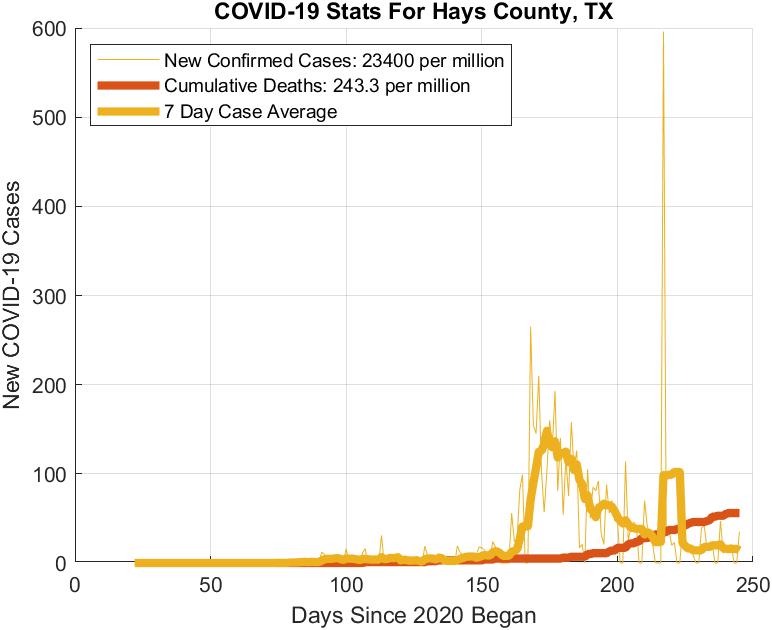 COVID-19 Stats For Hays County, TX
600
New Confirmed Cases: 23400 per million
Cumulative Deaths: 243.3 per million
7 Day Case Average
500
400
300
200
100
0
New COVID-19 Cases
0 50 100 150 200 250
Days Since 2020 Began